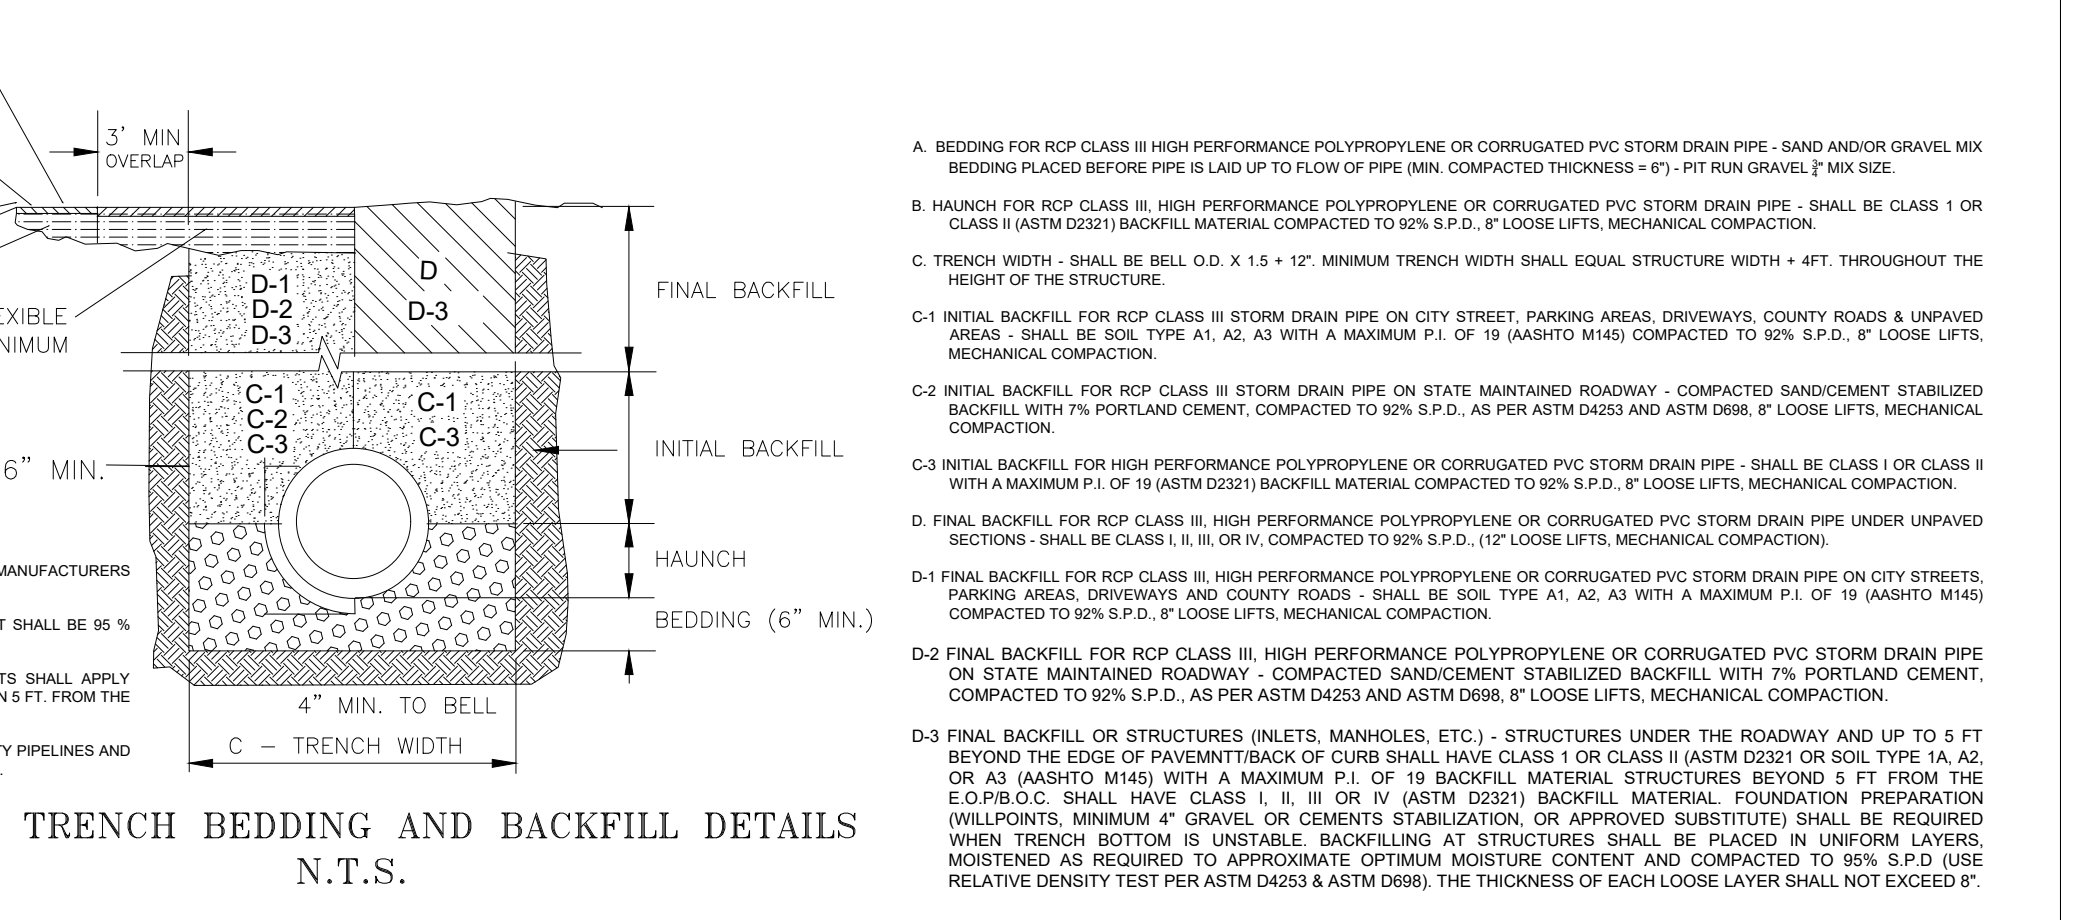 3' MIN
OVERLAP
D-1
D-2
D-3
D
D-3
FINAL BACKFILL
EXIBLE
NIMUM
C-1
C-2
C-3
C-1
C-3
INITIAL BACKFILL
6" MIN.
HAUNCH
BEDDING (6" MIN.)
MANUFACTURERS
T SHALL BE 95 %
TS SHALL APPLY
N 5 FT. FROM THE
TY PIPELINES AND
4" MIN. TO BELL
C – TRENCH WIDTH
TRENCH BEDDING AND BACKFILL DETAILS
N.T.S.
A. BEDDING FOR RCP CLASS III HIGH PERFORMANCE POLYPROPYLENE OR CORRUGATED PVC STORM DRAIN PIPE - SAND AND/OR GRAVEL MIX
BEDDING PLACED BEFORE PIPE IS LAID UP TO FLOW OF PIPE (MIN. COMPACTED THICKNESS = 6") - PIT RUN GRAVEL ¾" MIX SIZE.
B. HAUNCH FOR RCP CLASS III, HIGH PERFORMANCE POLYPROPYLENE OR CORRUGATED PVC STORM DRAIN PIPE - SHALL BE CLASS 1 OR
CLASS II (ASTM D2321) BACKFILL MATERIAL COMPACTED TO 92% S.P.D., 8" LOOSE LIFTS, MECHANICAL COMPACTION.
C. TRENCH WIDTH - SHALL BE BELL O.D. X 1.5 + 12". MINIMUM TRENCH WIDTH SHALL EQUAL STRUCTURE WIDTH + 4FT. THROUGHOUT THE
HEIGHT OF THE STRUCTURE.
C-1 INITIAL BACKFILL FOR RCP CLASS III STORM DRAIN PIPE ON CITY STREET, PARKING AREAS, DRIVEWAYS, COUNTY ROADS & UNPAVED
AREAS - SHALL BE SOIL TYPE A1, A2, A3 WITH A MAXIMUM P.I. OF 19 (AASHTO M145) COMPACTED TO 92% S.P.D., 8" LOOSE LIFTS,
MECHANICAL COMPACTION.
C-2 INITIAL BACKFILL FOR RCP CLASS III STORM DRAIN PIPE ON STATE MAINTAINED ROADWAY - COMPACTED SAND/CEMENT STABILIZED
BACKFILL WITH 7% PORTLAND CEMENT, COMPACTED TO 92% S.P.D., AS PER ASTM D4253 AND ASTM D698, 8" LOOSE LIFTS, MECHANICAL
COMPACTION.
C-3 INITIAL BACKFILL FOR HIGH PERFORMANCE POLYPROPYLENE OR CORRUGATED PVC STORM DRAIN PIPE - SHALL BE CLASS I OR CLASS II
WITH A MAXIMUM P.I. OF 19 (ASTM D2321) BACKFILL MATERIAL COMPACTED TO 92% S.P.D., 8" LOOSE LIFTS, MECHANICAL COMPACTION.
D. FINAL BACKFILL FOR RCP CLASS III, HIGH PERFORMANCE POLYPROPYLENE OR CORRUGATED PVC STORM DRAIN PIPE UNDER UNPAVED
SECTIONS - SHALL BE CLASS I, II, III, OR IV, COMPACTED TO 92% S.P.D., (12" LOOSE LIFTS, MECHANICAL COMPACTION).
D-1 FINAL BACKFILL FOR RCP CLASS III, HIGH PERFORMANCE POLYPROPYLENE OR CORRUGATED PVC STORM DRAIN PIPE ON CITY STREETS,
PARKING AREAS, DRIVEWAYS AND COUNTY ROADS - SHALL BE SOIL TYPE A1, A2, A3 WITH A MAXIMUM P.I. OF 19 (AASHTO M145)
COMPACTED TO 92% S.P.D., 8" LOOSE LIFTS, MECHANICAL COMPACTION.
D-2 FINAL BACKFILL FOR RCP CLASS III, HIGH PERFORMANCE POLYPROPYLENE OR CORRUGATED PVC STORM DRAIN PIPE
ON STATE MAINTAINED ROADWAY - COMPACTED SAND/CEMENT STABILIZED BACKFILL WITH 7% PORTLAND CEMENT,
COMPACTED TO 92% S.P.D., AS PER ASTM D4253 AND ASTM D698, 8" LOOSE LIFTS, MECHANICAL COMPACTION.
D-3 FINAL BACKFILL OR STRUCTURES (INLETS, MANHOLES, ETC.) - STRUCTURES UNDER THE ROADWAY AND UP TO 5 FT
BEYOND THE EDGE OF PAVEMNTT/BACK OF CURB SHALL HAVE CLASS 1 OR CLASS II (ASTM D2321 OR SOIL TYPE 1A, A2,
OR A3 (AASHTO M145) WITH A MAXIMUM P.I. OF 19 BACKFILL MATERIAL STRUCTURES BEYOND 5 FT FROM THE
E.O.P/B.O.C. SHALL HAVE CLASS I, II, III OR IV (ASTM D2321) BACKFILL MATERIAL. FOUNDATION PREPARATION
(WILLPOINTS, MINIMUM 4" GRAVEL OR CEMENTS STABILIZATION, OR APPROVED SUBSTITUTE) SHALL BE REQUIRED
WHEN TRENCH BOTTOM IS UNSTABLE. BACKFILLING AT STRUCTURES SHALL BE PLACED IN UNIFORM LAYERS,
MOISTENED AS REQUIRED TO APPROXIMATE OPTIMUM MOISTURE CONTENT AND COMPACTED TO 95% S.P.D (USE
RELATIVE DENSITY TEST PER ASTM D4253 & ASTM D698). THE THICKNESS OF EACH LOOSE LAYER SHALL NOT EXCEED 8".